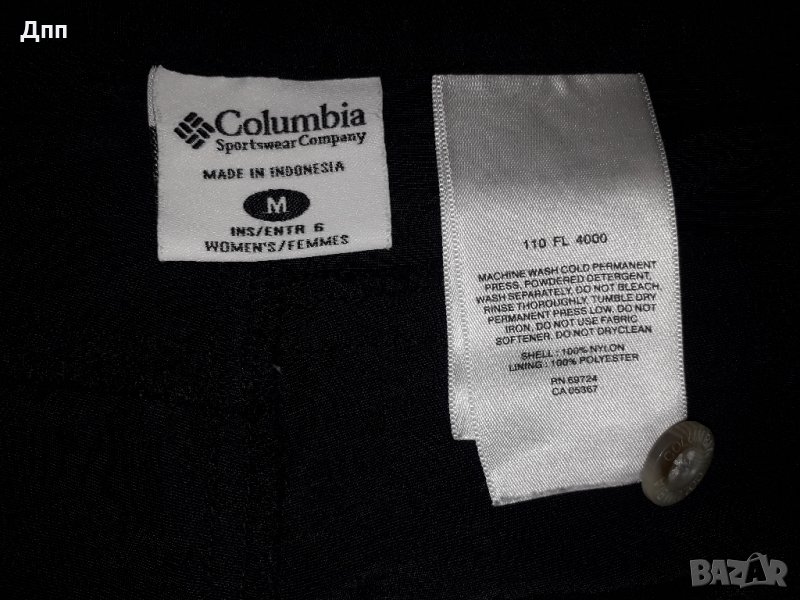 Дпп
Columbia
Sportswear Company
MADE IN INDONESIA
M
INS/ENTR 6
WOMEN'S/FEMMES
110 FL 4000
MACHINE WASH COLD PERMANENT
PRESS, POWDERED DETERGENT,
WASH SEPARATELY, DO NOT BLEACH,
RINSE THOROUGHLY, TUMBLE DRY
PERMANENT PRESS LOW, DO NOT
IRON, DO NOT USE FABRIC
SOFTENER, DO NOT DRYCLEAN
SHELL : 100% NYLON
LINING : 100% POLYESTER
RN 69724
CA 05367
BAZAR